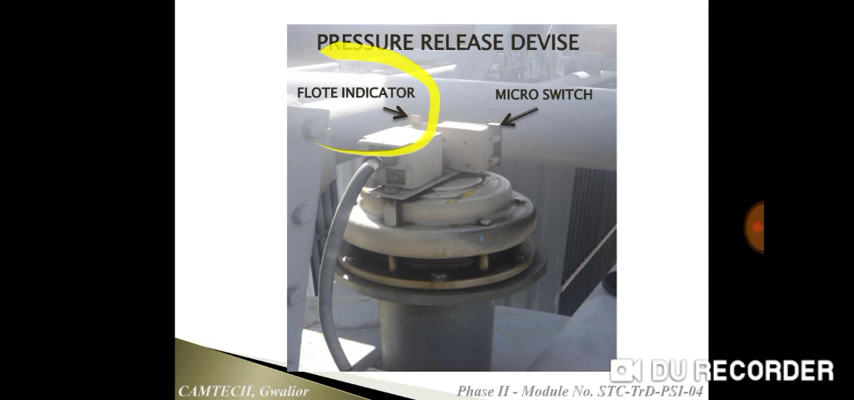 PRESSURE RELEASE DEVISE
FLOTE INDICATOR
MICRO SWITCH
DU RECORDER
CAMTECH, Gwalior
Phase II - Module No. STC-TrD-PSI-04